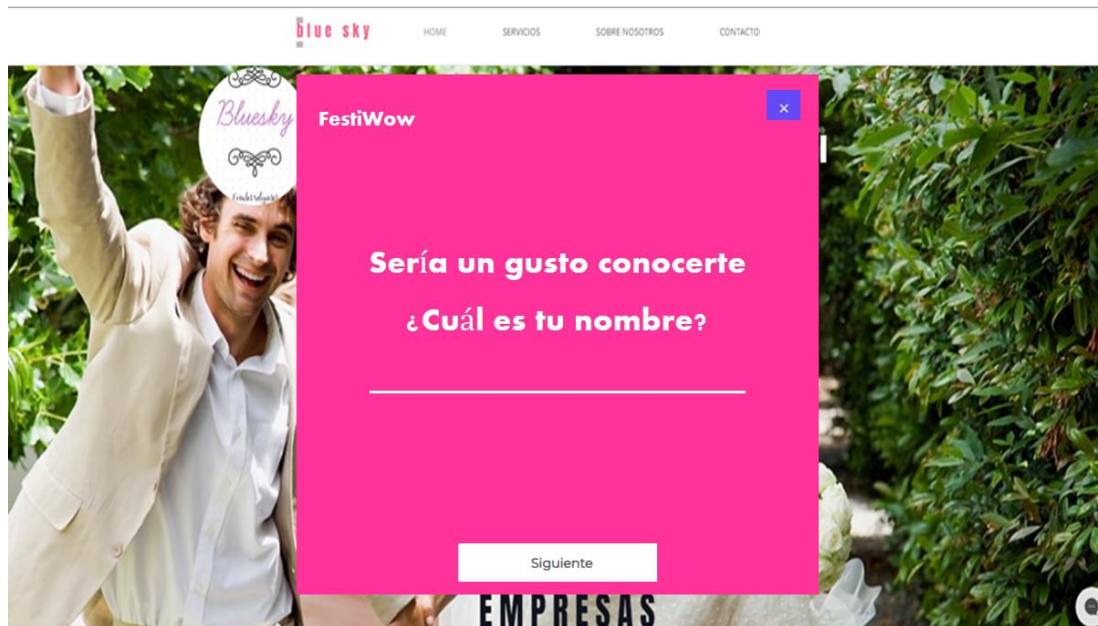 blue sky
HOME
SERVICIOS
SOBRE NOSOTROS
CONTACTO
Bluesky
FestiWow
×
Sería un gusto conocerte
¿Cuál es tu nombre?
Siguiente
EMPRESAS